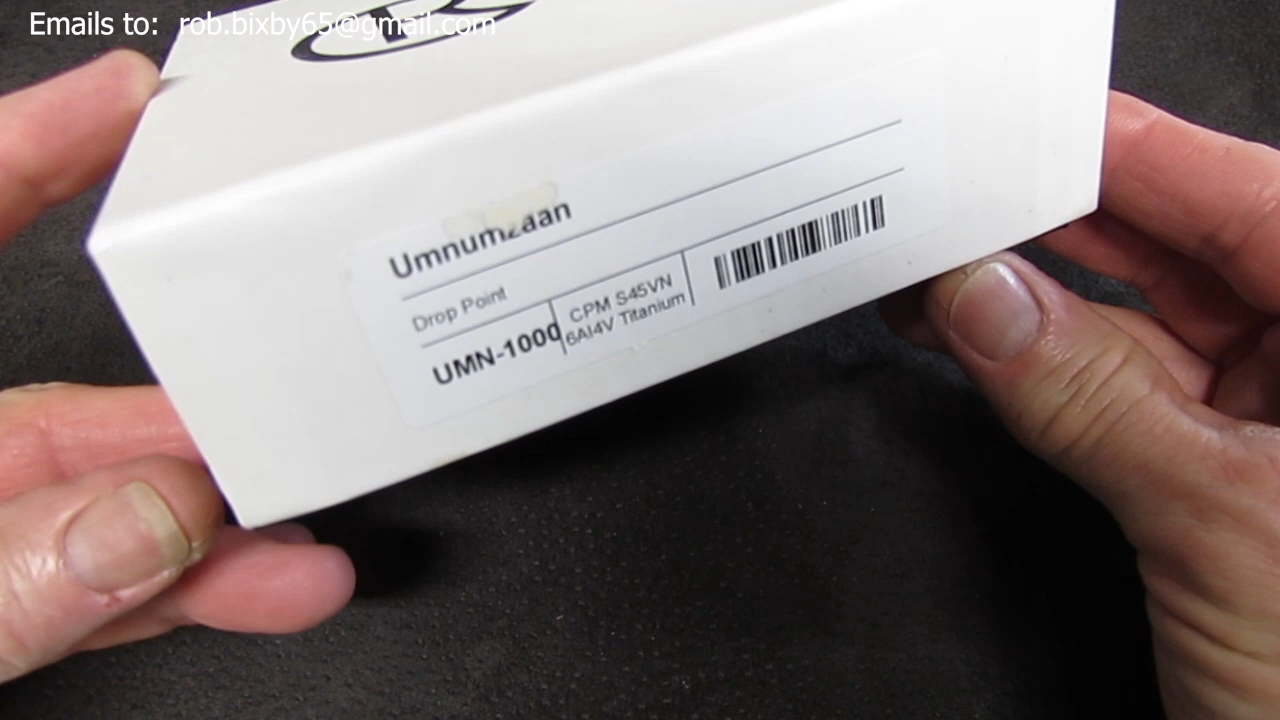 Emails to: rob.bixby65@gmail.com
Umnumzaan
Drop Point
UMN-1000
CPM S45VN
6Al4V Titanium